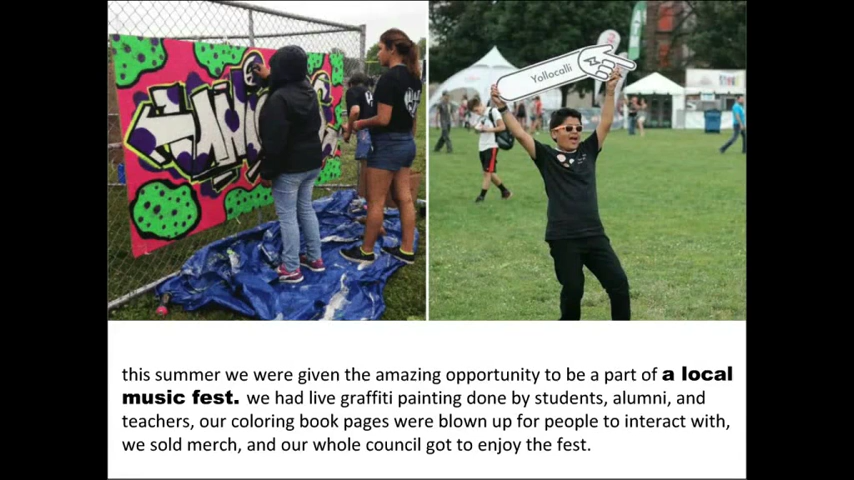 Yollocalli
this summer we were given the amazing opportunity to be a part of a local
music fest. we had live graffiti painting done by students, alumni, and
teachers, our coloring book pages were blown up for people to interact with,
we sold merch, and our whole council got to enjoy the fest.